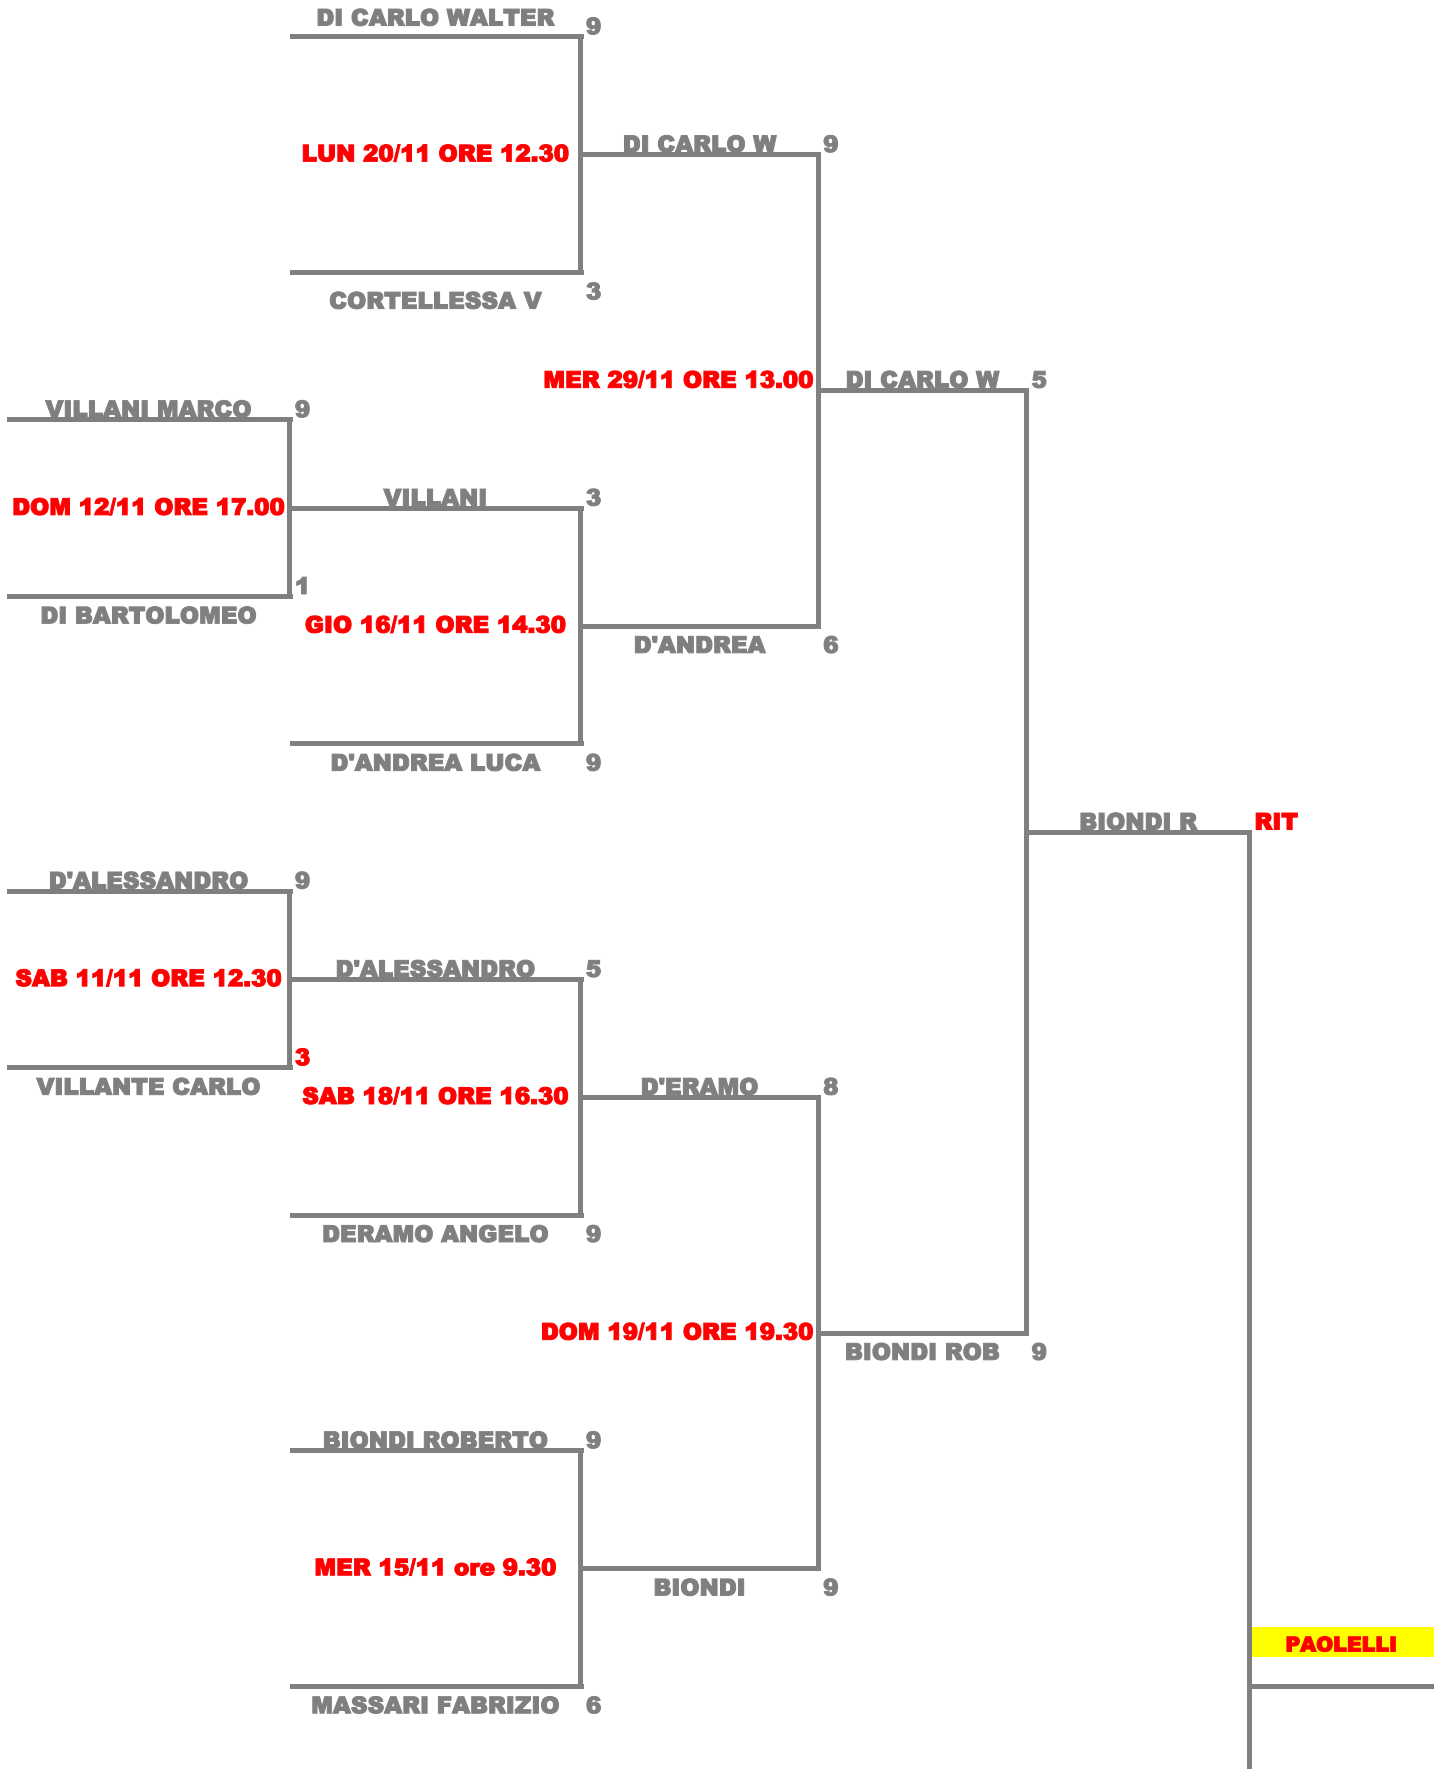 DI CARLO WALTER 9
LUN 20/11 ORE 12.30 DI CARLO W 9
CORTELLESSA V 3
MER 29/11 ORE 13.00 DI CARLO W 5
VILLANI MARCO 9
DOM 12/11 ORE 17.00 VILLANI 3
1
DI BARTOLOMEO
GIO 16/11 ORE 14.30
D'ANDREA 6
D'ANDREA LUCA 9
BIONDI R RIT
D'ALESSANDRO 9
SAB 11/11 ORE 12.30 D'ALESSANDRO 5
3
VILLANTE CARLO
SAB 18/11 ORE 16.30 D'ERAMO 8
DERAMO ANGELO 9
DOM 19/11 ORE 19.30
BIONDI ROB 9
BIONDI ROBERTO 9
MER 15/11 ore 9.30
BIONDI 9
PAOLELLI
MASSARI FABRIZIO 6